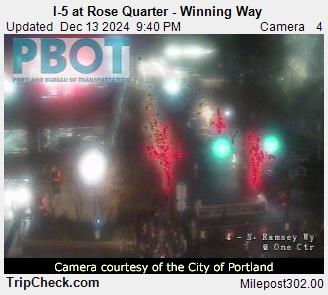 I-5 at Rose Quarter - Winning Way
Updated Dec 13 2024 9:40 PM Camera 4
PBOT
PORTLAND BUREAU OF TRANSPORTATION
4 - N. Ramsey Wy
@ One Ctr
Camera courtesy of the City of Portland
TripCheck.com Milepost302.00